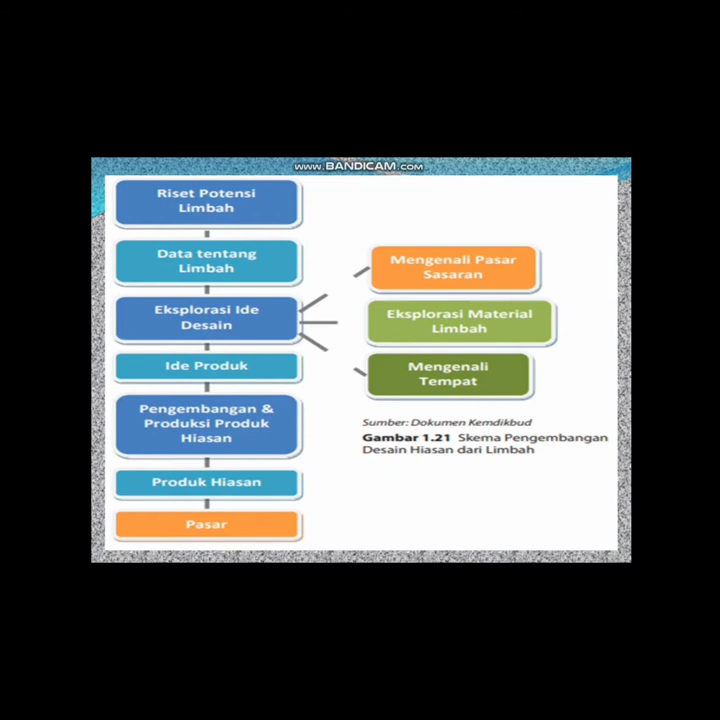 www.BANDICAM.com
Riset Potensi
Limbah
Data tentang
Limbah
Eksplorasi Ide
Desain
Ide Produk
Pengembangan &
Produksi Produk
Hiasan
Produk Hiasan
Pasar
Mengenali Pasar
Sasaran
Eksplorasi Material
Limbah
Mengenali
Tempat
Sumber: Dokumen Kemdikbud
Gambar 1.21 Skema Pengembangan
Desain Hiasan dari Limbah